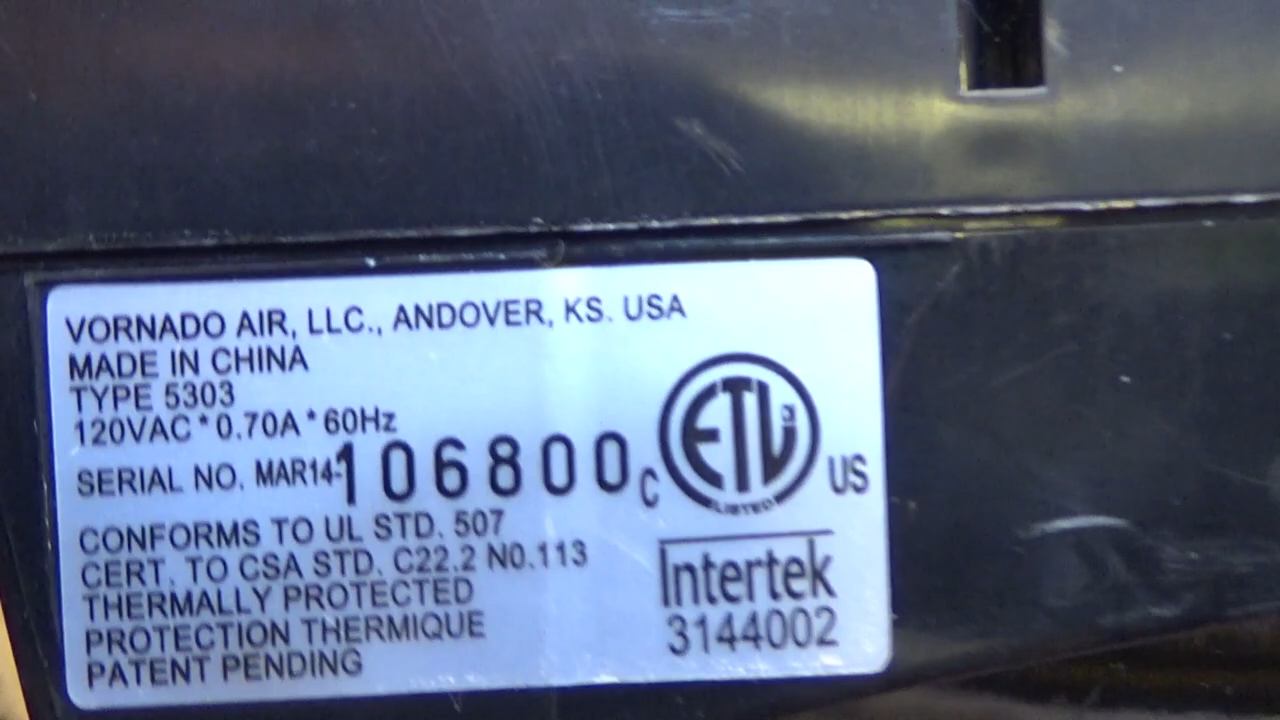 VORNADO AIR, LLC., ANDOVER, KS. USA
MADE IN CHINA
TYPE 5303
120VAC * 0.70A * 60Hz
SERIAL NO. MAR14-106800
CONFORMS TO UL STD. 507
CERT. TO CSA STD. C22.2 NO.113
THERMALLY PROTECTED
PROTECTION THERMIQUE
PATENT PENDING
C ETL US
LISTED
Intertek
3144002